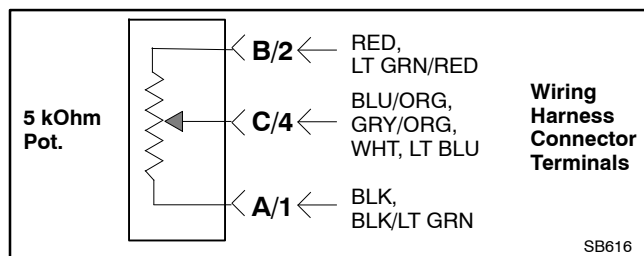 5 kOhm
Pot.
B/2
RED,
LT GRN/RED
C/4
BLU/ORG,
GRY/ORG,
WHT, LT BLU
A/1
BLK,
BLK/LT GRN
Wiring
Harness
Connector
Terminals
SB616